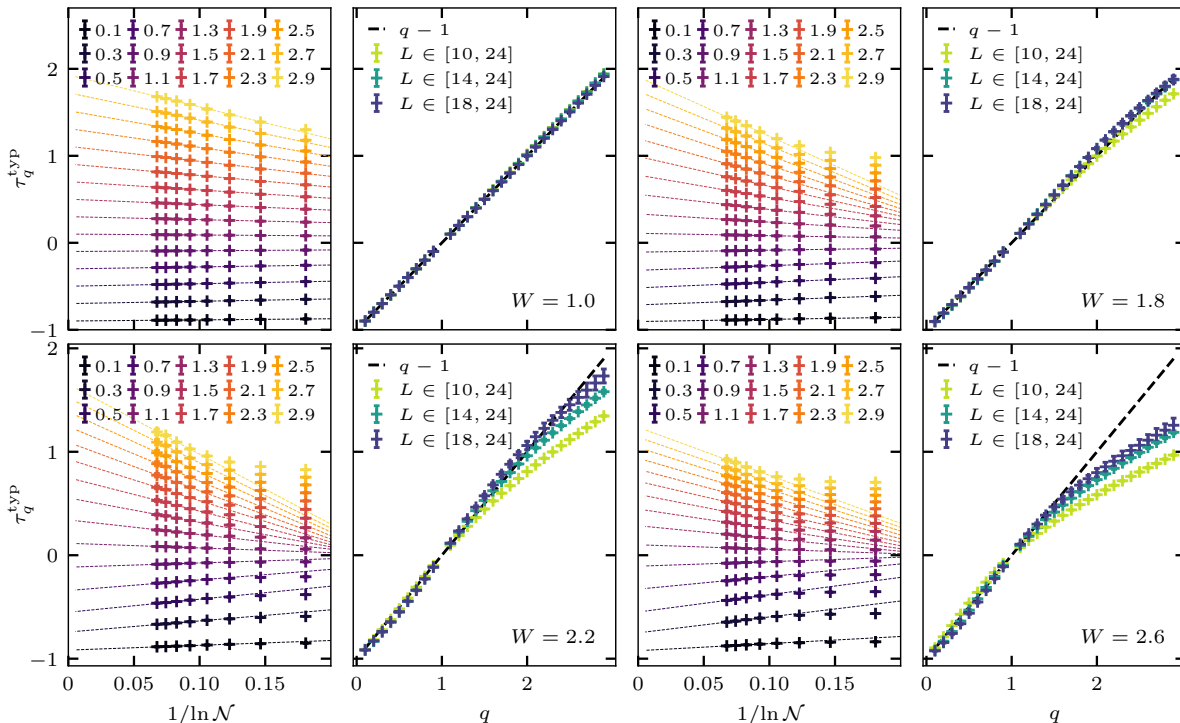 0.1 0.7 1.3 1.9 2.5
0.3 0.9 1.5 2.1 2.7
0.5 1.1 1.7 2.3 2.9
2
1
0
−1
τ_q^typ
q − 1
L ∈ [10, 24]
L ∈ [14, 24]
L ∈ [18, 24]
W = 1.0
0.1 0.7 1.3 1.9 2.5
0.3 0.9 1.5 2.1 2.7
0.5 1.1 1.7 2.3 2.9
q − 1
L ∈ [10, 24]
L ∈ [14, 24]
L ∈ [18, 24]
W = 1.8
0.1 0.7 1.3 1.9 2.5
0.3 0.9 1.5 2.1 2.7
0.5 1.1 1.7 2.3 2.9
2
1
0
−1
τ_q^typ
0 0.05 0.10 0.15
1/ln 𝒩
q − 1
L ∈ [10, 24]
L ∈ [14, 24]
L ∈ [18, 24]
W = 2.2
0 1 2
q
0.1 0.7 1.3 1.9 2.5
0.3 0.9 1.5 2.1 2.7
0.5 1.1 1.7 2.3 2.9
0 0.05 0.10 0.15
1/ln 𝒩
q − 1
L ∈ [10, 24]
L ∈ [14, 24]
L ∈ [18, 24]
W = 2.6
0 1 2
q